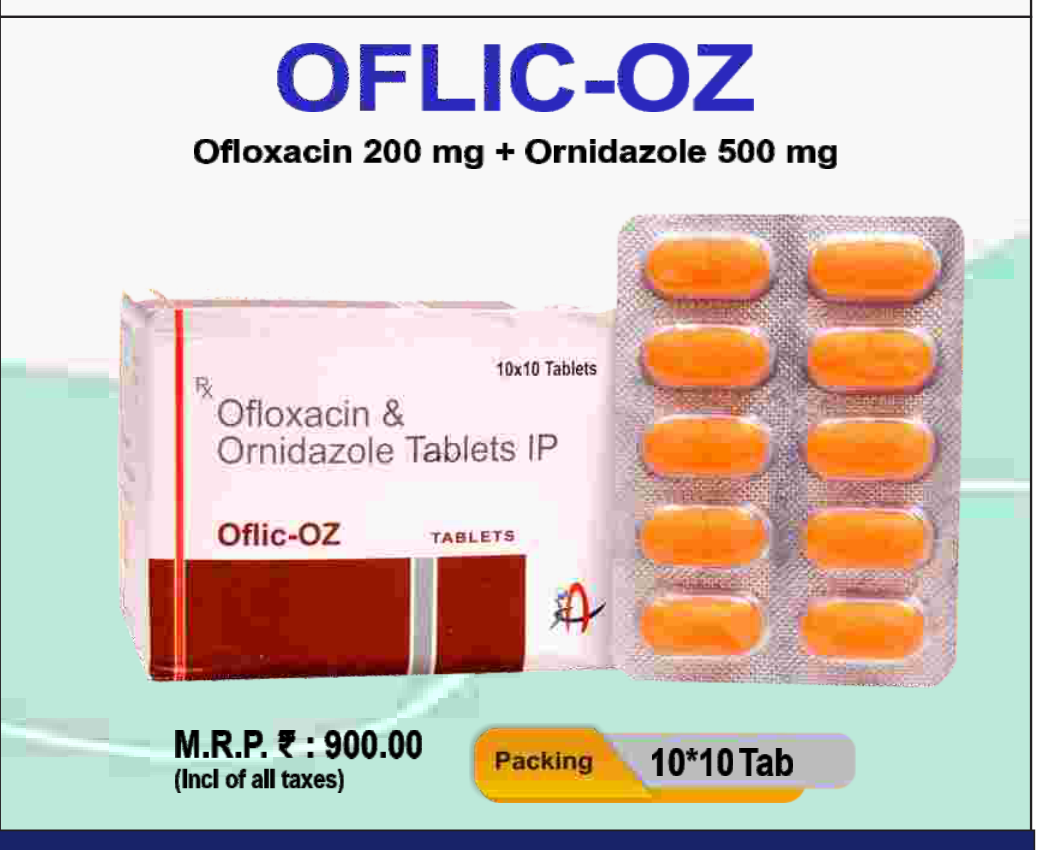 OFLIC-OZ
Ofloxacin 200 mg + Ornidazole 500 mg
10x10 Tablets
Rx
Ofloxacin &
Ornidazole Tablets IP
Oflic-OZ TABLETS
M.R.P. ₹ : 900.00
(Incl of all taxes)
Packing 10*10 Tab